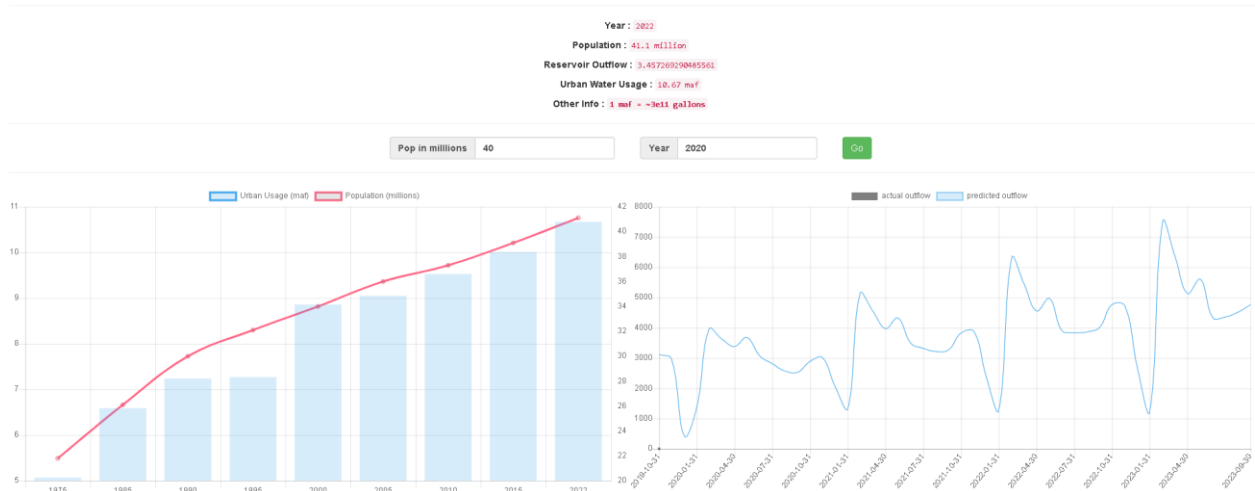 Year : 2022
Population : 41.1 million
Reservoir Outflow : 3.457269290485561
Urban Water Usage : 10.67 maf
Other Info : 1 maf = ~3e11 gallons
Pop in milllions 40 Year 2020 Go
Urban Usage (maf) Population (millions)
11
10
9
8
7
6
5
42
40
38
36
34
32
30
28
26
24
22
20
1975 1985 1990 1995 2000 2005 2010 2015 2022
actual outflow predicted outflow
8000
7000
6000
5000
4000
3000
2000
1000
0
2019-10-31 2020-01-31 2020-04-30 2020-07-31 2020-10-31 2021-01-31 2021-04-30 2021-07-31 2021-10-31 2022-01-31 2022-04-30 2022-07-31 2022-10-31 2023-01-31 2023-04-30 2023-09-30